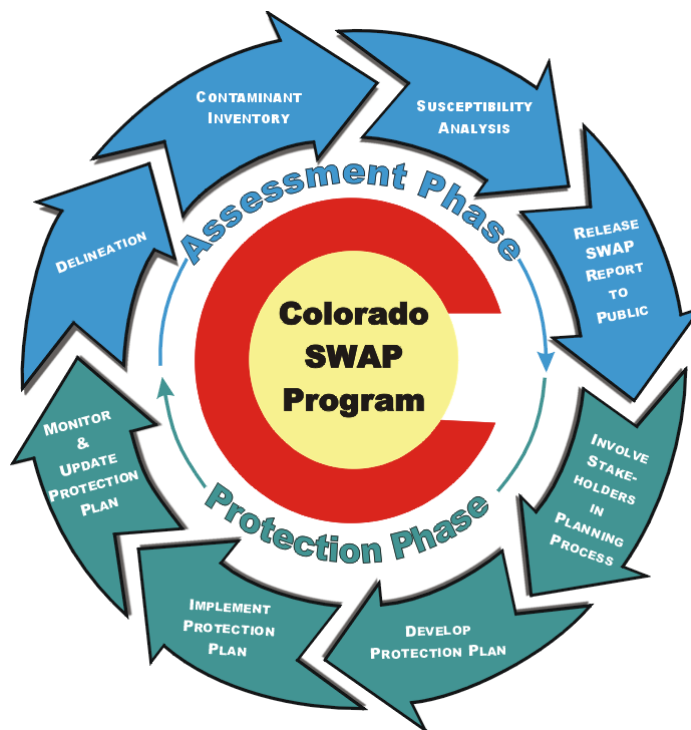 Contaminant
Inventory
Susceptibility
Analysis
Delineation
Assessment Phase
Release
SWAP
Report
to
Public
Colorado
SWAP
Program
Monitor
&
Update
Protection
Plan
Involve
Stake-
holders
in
Planning
Process
Protection Phase
Implement
Protection
Plan
Develop
Protection Plan